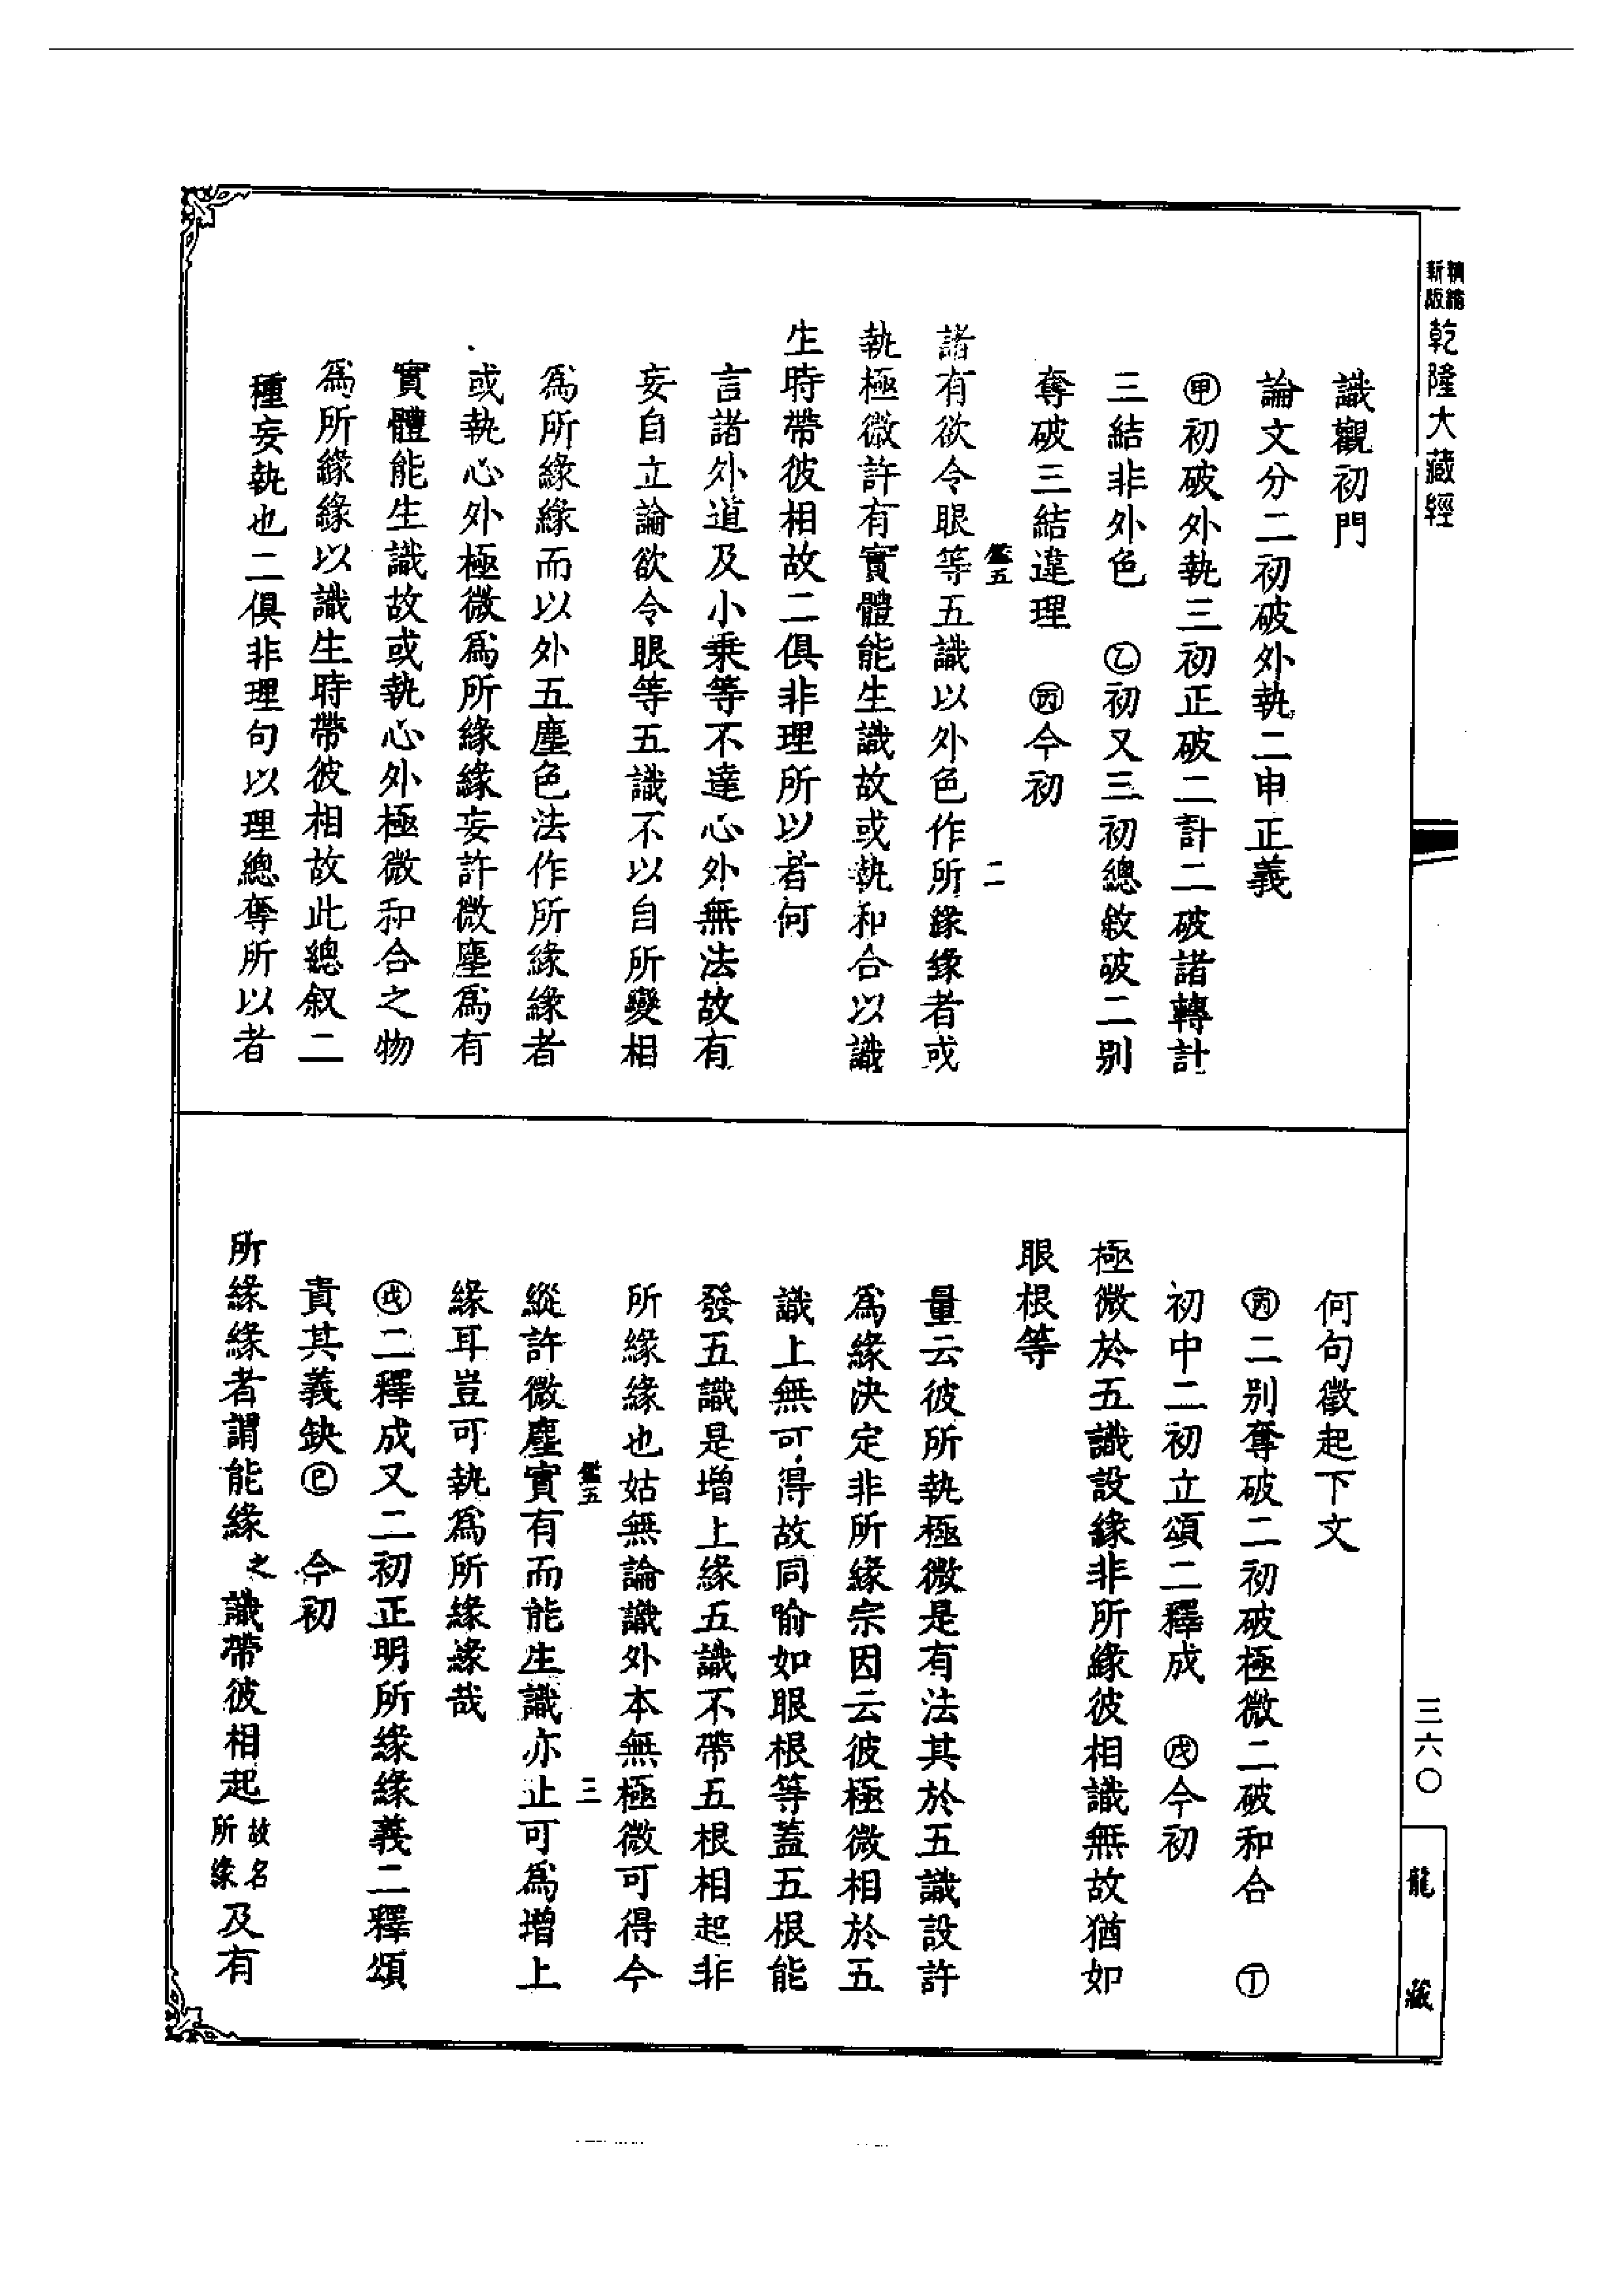 精縮
新版
乾隆大藏經
識觀初門
論文分二初破外執二申正義
㊥初破外執三初正破二計二破諸轉計
三結非外色　㋚初又三初總敘破二別
奪破三結違理　㊅今初
鑑五
二
諸有欲令眼等五識以外色作所緣緣者或
執極微許有實體能生識故或執和合以識
生時帶彼相故二俱非理所以者何
言諸外道及小乘等不達心外無法故有
妄自立論欲令眼等五識不以自所變相
為所緣緣而以外五塵色法作所緣緣者
或執心外極微為所緣緣妄許微塵為有
實體能生識故或執心外極微和合之物
為所緣緣以識生時帶彼相故此總叙二
種妄執也二俱非理句以理總奪所以者
何句徵起下文
㊅二別奪破二初破極微二破和合　㊉
初中二初立頌二釋成　㊋今初
極微於五識設緣非所緣彼相識無故猶如
眼根等
量云彼所執極微是有法其於五識設許
為緣決定非所緣宗因云彼極微相於五
識上無可得故同喻如眼根等蓋五根能
發五識是增上緣五識不帶五根相起非
所緣緣也姑無論識外本無極微可得今
鑑五
三
縱許微塵實有而能生識亦止可為增上
緣耳豈可執為所緣緣哉
㊋二釋成又二初正明所緣緣義二釋頌
責其義缺㊁　今初
所緣緣者謂能緣之識帶彼相起故名所緣及有
三六〇
龍藏